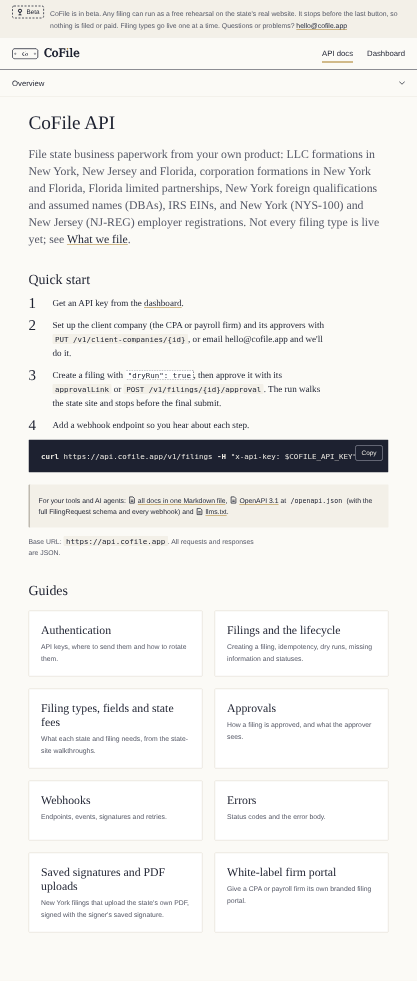 Beta
CoFile is in beta. Any filing can run as a free rehearsal on the state's real website. It stops before the last button, so
nothing is filed or paid. Filings go live one at a time. Questions or problems? hello@cofile.app
Co CoFile
API docs Dashboard
Overview
CoFile API
File state business paperwork from your own product: LLC formations in
New York, New Jersey and Florida, corporation formations in New York
and Florida, Florida limited partnerships, New York foreign qualifications
and assumed names (DBAs), IRS EINs, and New York (NYS-100) and
New Jersey (NJ-REG) employer registrations. Not every filing type is live
yet; see What we file.
Quick start
1 Get an API key from the dashboard.
2 Set up the client company (the CPA or payroll firm) and its approvers with
PUT /v1/client-companies/{id}, or email hello@cofile.app and we'll
do it.
3 Create a filing with "dryRun": true, then approve it with its
approvalLink or POST /v1/filings/{id}/approval. The run walks
the state site and stops before the final submit.
4 Add a webhook endpoint so you hear about each step.
curl https://api.cofile.app/v1/filings -H "x-api-key: $COFILE_API_KEY"
Copy
For your tools and AI agents: all docs in one Markdown file, OpenAPI 3.1 at /openapi.json (with the
full FilingRequest schema and every webhook) and llms.txt.
Base URL: https://api.cofile.app. All requests and responses
are JSON.
Guides
Authentication
API keys, where to send them and how to rotate
them.
Filings and the lifecycle
Creating a filing, idempotency, dry runs, missing
information and statuses.
Filing types, fields and state
fees
What each state and filing needs, from the state-
site walkthroughs.
Approvals
How a filing is approved, and what the approver
sees.
Webhooks
Endpoints, events, signatures and retries.
Errors
Status codes and the error body.
Saved signatures and PDF
uploads
New York filings that upload the state's own PDF,
signed with the signer's saved signature.
White-label firm portal
Give a CPA or payroll firm its own branded filing
portal.